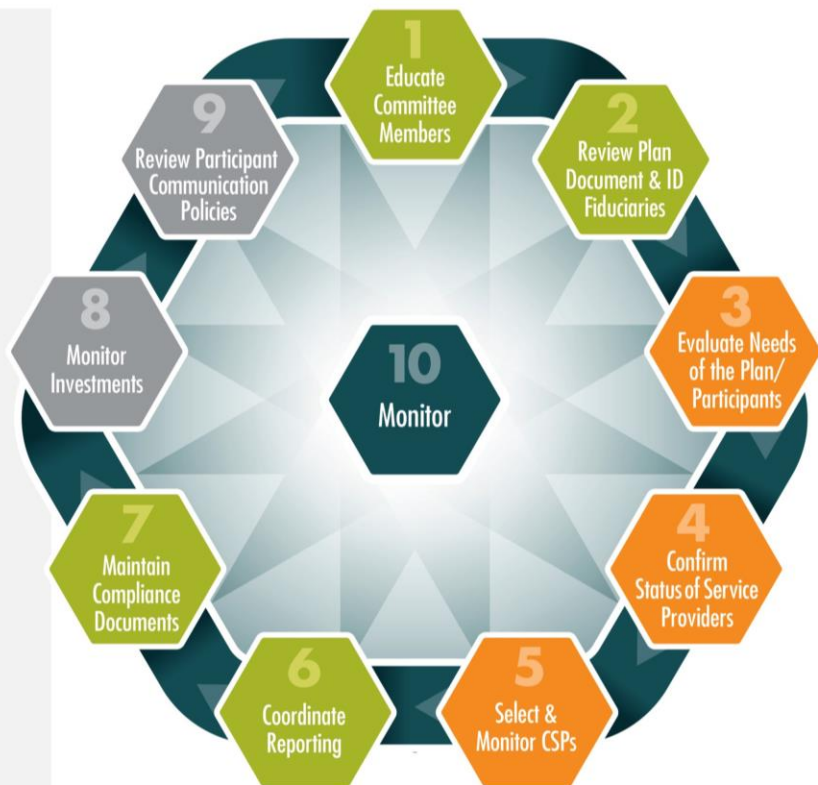 1
Educate
Committee
Members
2
Review Plan
Document & ID
Fiduciaries
3
Evaluate Needs
of the Plan/
Participants
4
Confirm
Status of Service
Providers
5
Select &
Monitor CSPs
6
Coordinate
Reporting
7
Maintain
Compliance
Documents
8
Monitor
Investments
9
Review Participant
Communication
Policies
10
Monitor